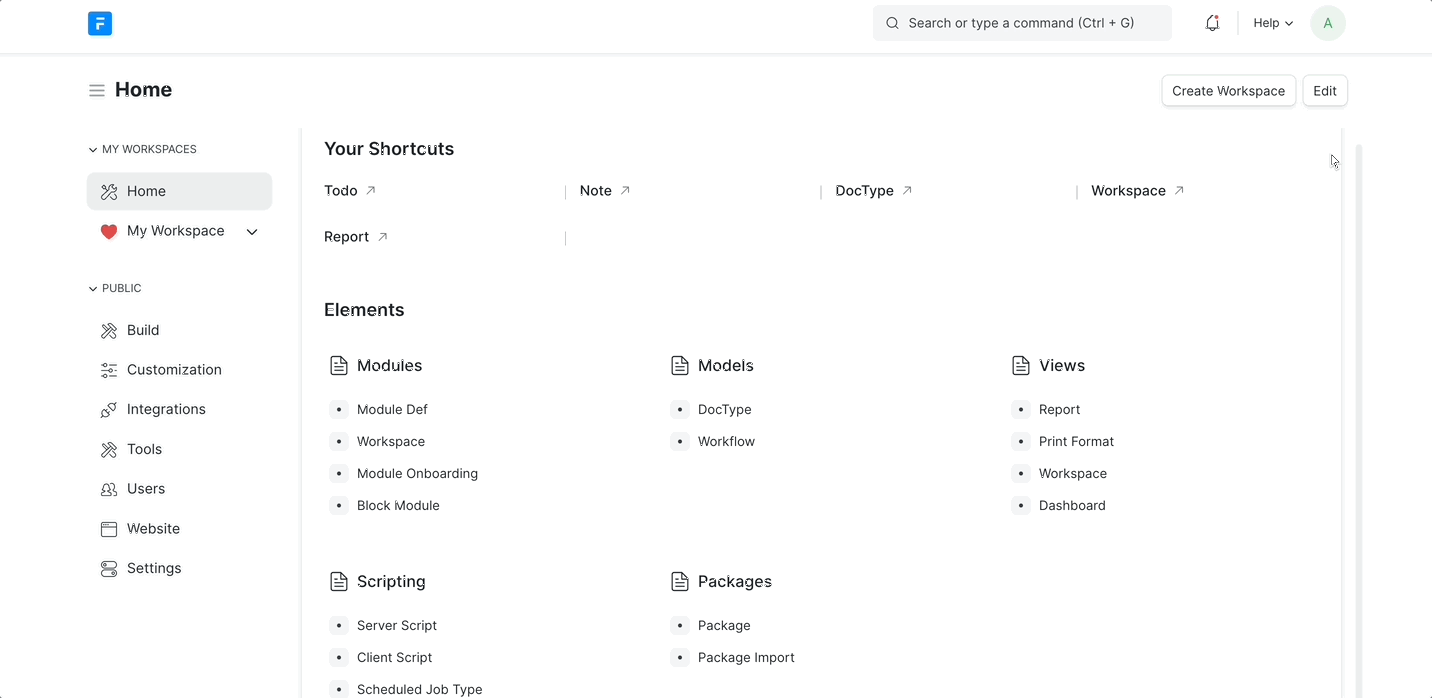 F
Search or type a command (Ctrl + G)
Help
A
Home
Create Workspace
Edit
MY WORKSPACES
Home
My Workspace
PUBLIC
Build
Customization
Integrations
Tools
Users
Website
Settings
Your Shortcuts
Todo
Note
DocType
Workspace
Report
Elements
Modules
Module Def
Workspace
Module Onboarding
Block Module
Models
DocType
Workflow
Views
Report
Print Format
Workspace
Dashboard
Scripting
Server Script
Client Script
Scheduled Job Type
Packages
Package
Package Import